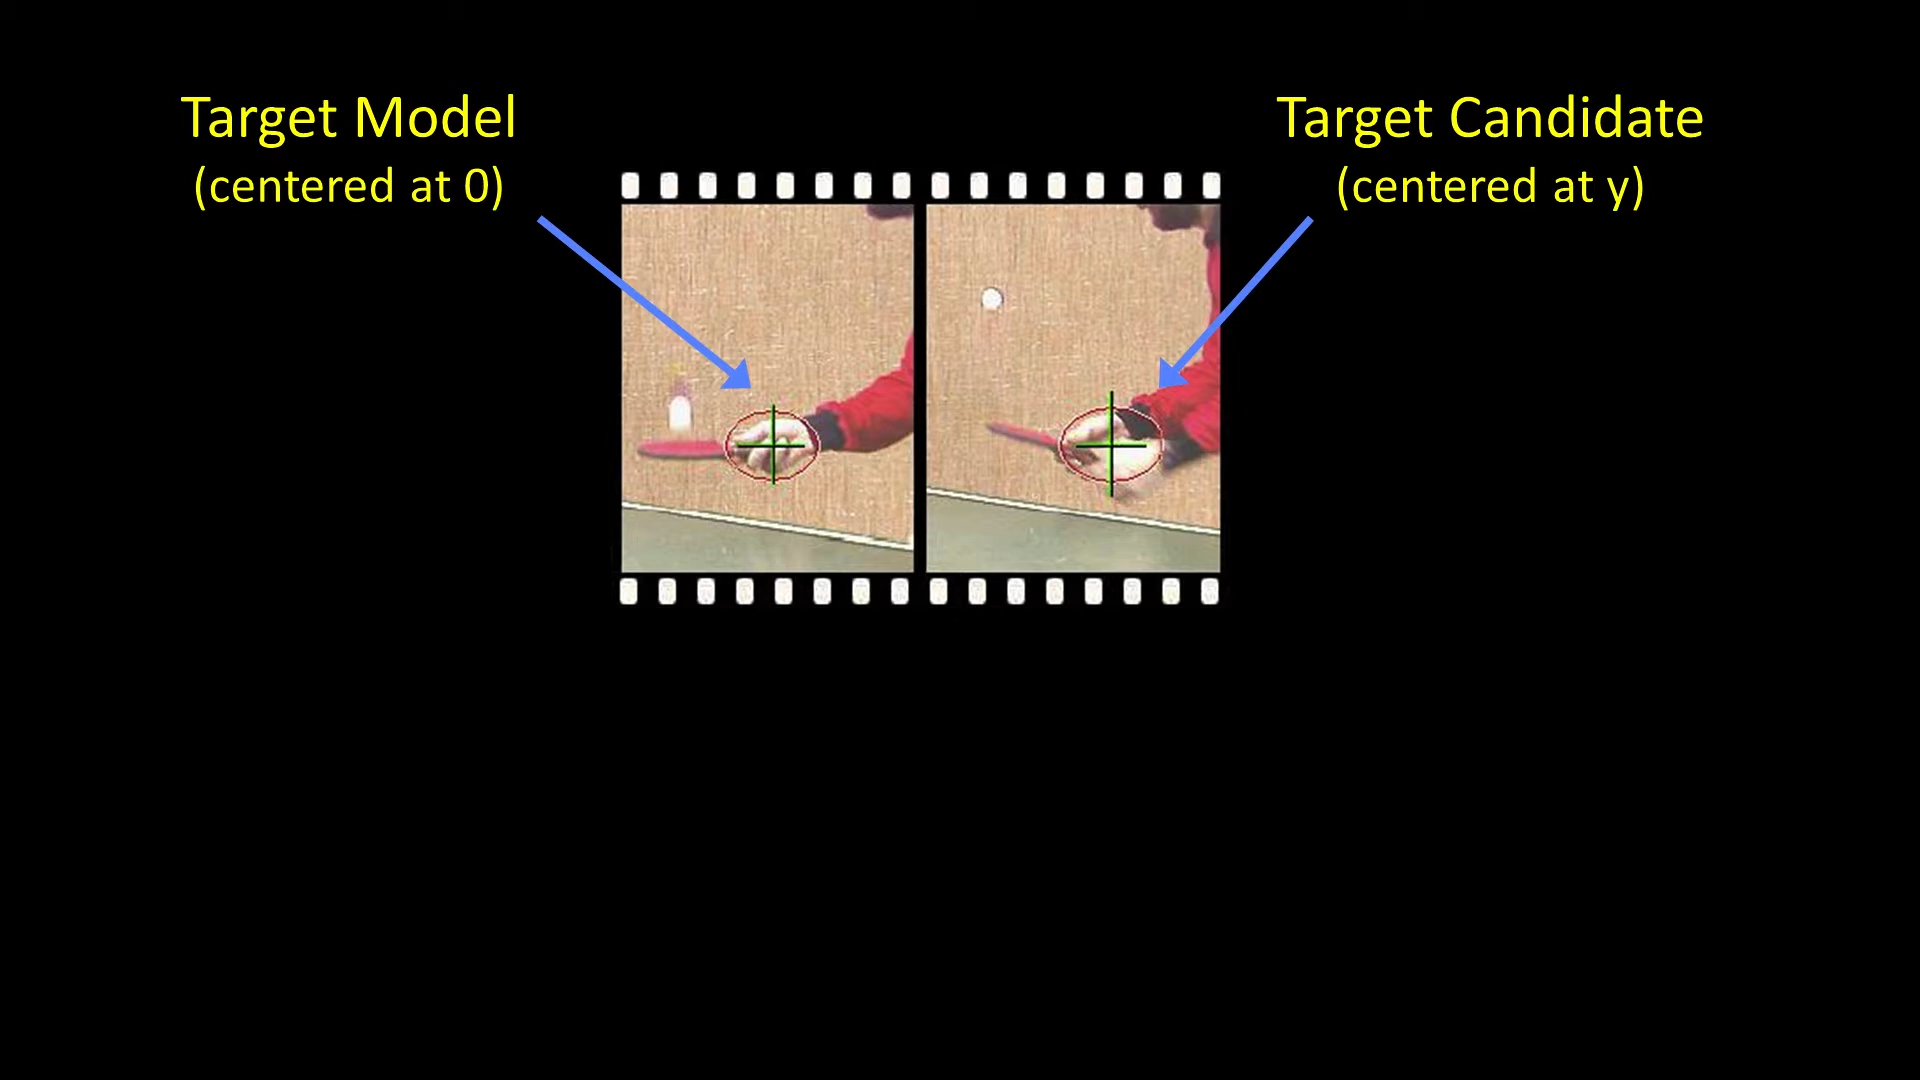 Target Model
(centered at 0)
Target Candidate
(centered at y)